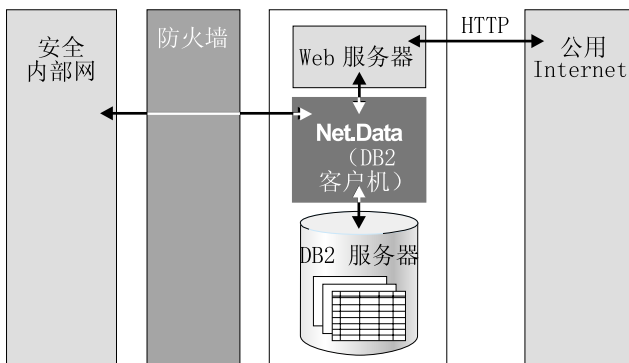 安全
内部网
防火墙
Web 服务器
HTTP
公用
Internet
Net.Data
（DB2
客户机）
DB2 服务器